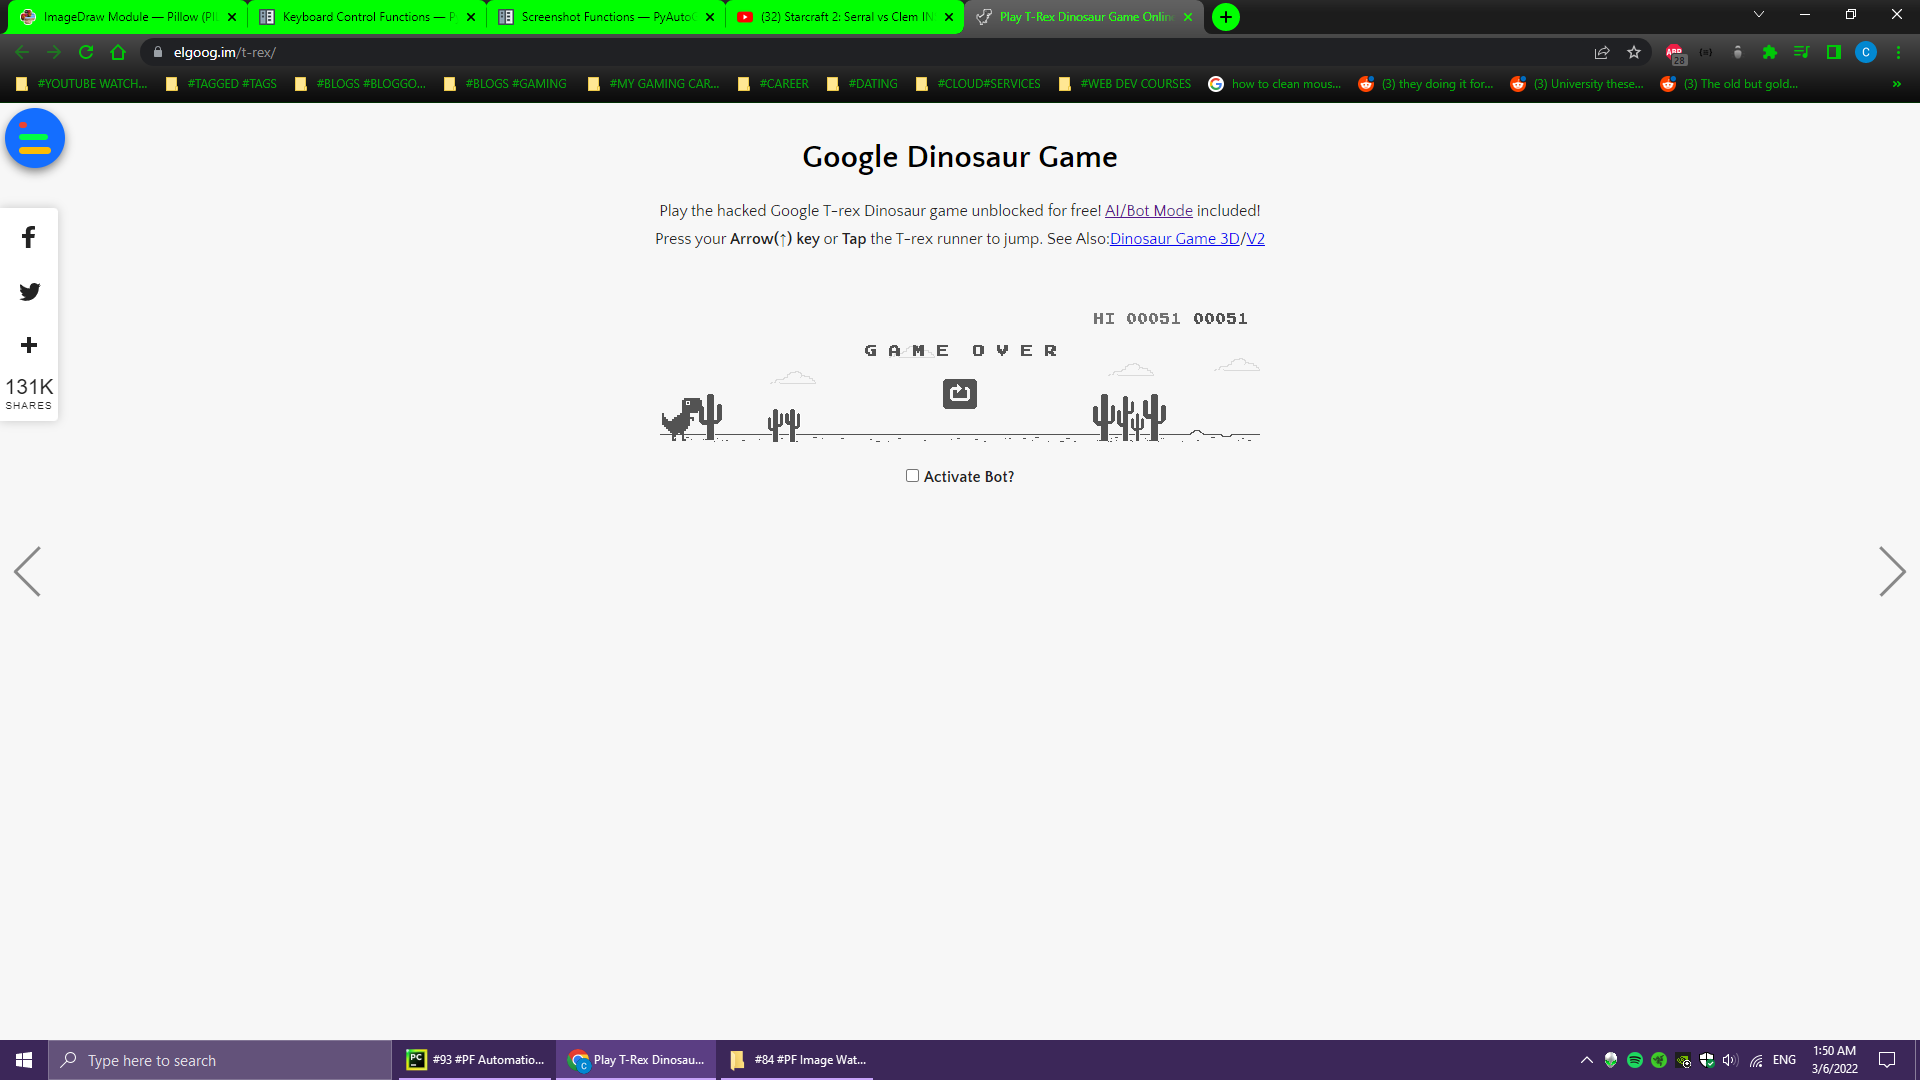 ImageDraw Module — Pillow (PI
Keyboard Control Functions — P
Screenshot Functions — PyAuto
(32) Starcraft 2: Serral vs Clem IN
Play T-Rex Dinosaur Game Onlin
elgoog.im/t-rex/
ABP
28
C
#YOUTUBE WATCH...
#TAGGED #TAGS
#BLOGS #BLOGGO...
#BLOGS #GAMING
#MY GAMING CAR...
#CAREER
#DATING
#CLOUD#SERVICES
#WEB DEV COURSES
how to clean mous...
(3) they doing it for...
(3) University these...
(3) The old but gold...
»
Google Dinosaur Game
Play the hacked Google T-rex Dinosaur game unblocked for free! AI/Bot Mode included!
Press your Arrow(↑) key or Tap the T-rex runner to jump. See Also:Dinosaur Game 3D/V2
131K
SHARES
HI 00051 00051
GAME OVER
Activate Bot?
Type here to search
PC
#93 #PF Automatio...
C
Play T-Rex Dinosau...
#84 #PF Image Wat...
ENG
1:50 AM
3/6/2022